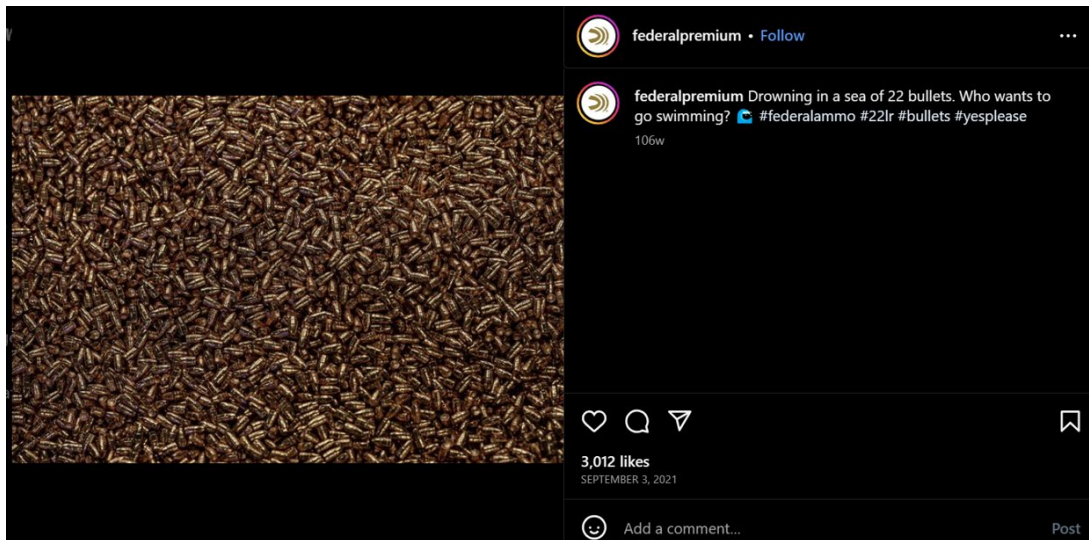 federalpremium • Follow
federalpremium Drowning in a sea of 22 bullets. Who wants to
go swimming? 🌊 #federalammo #22lr #bullets #yesplease
106w
3,012 likes
SEPTEMBER 3, 2021
Add a comment...
Post